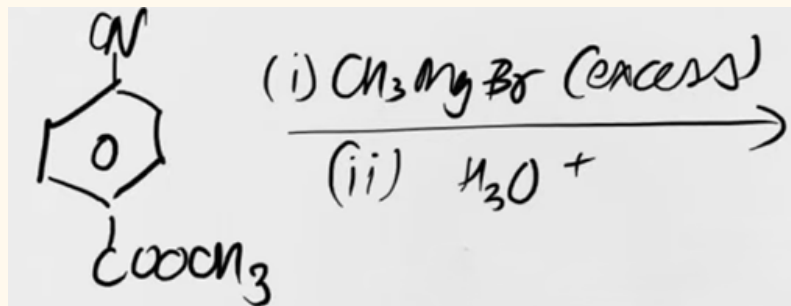 CN
(i) CH3MgBr (excess)
(ii) H3O+
COOCH3